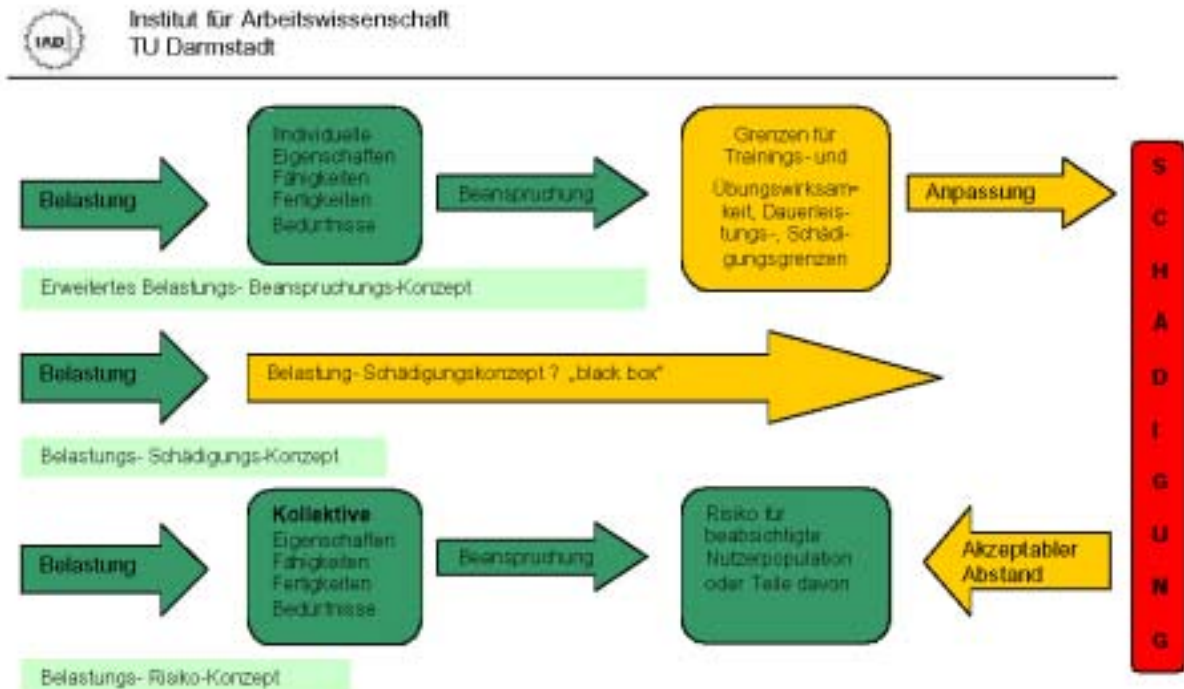 IAD
Institut für Arbeitswissenschaft
TU Darmstadt
Belastung
Individuelle
Eigenschaften
Fähigkeiten
Fertigkeiten
Bedürfnisse
Beanspruchung
Grenzen für
Trainings- und
Übungswirksam-
keit, Dauerleis-
tungs-, Schädi-
gungsgrenzen
Anpassung
Erweitertes Belastungs- Beanspruchungs-Konzept
Belastung
Belastung- Schädigungskonzept ? „black box"
Belastungs- Schädigungs-Konzept
Belastung
Kollektive
Eigenschaften
Fähigkeiten
Fertigkeiten
Bedürfnisse
Beanspruchung
Risiko für
beabsichtigte
Nutzerpopulation
oder Teile davon
Akzeptabler
Abstand
Belastungs- Risiko-Konzept
SCHÄDIGUNG